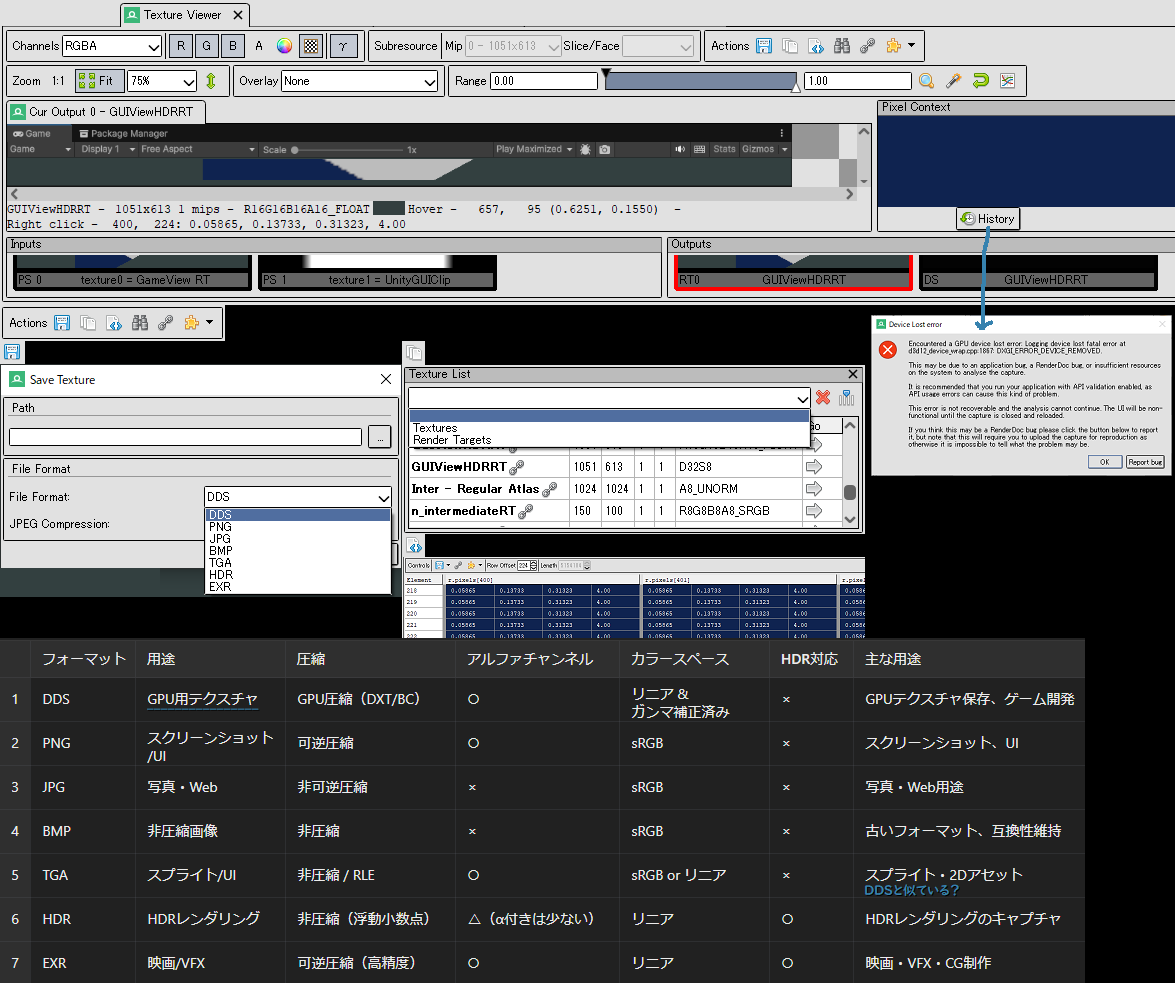 Texture Viewer
Channels RGBA R G B A γ Subresource Mip 0 - 1051x613 Slice/Face Actions
Zoom 1:1 Fit 75% Overlay None Range 0.00 1.00
Cur Output 0 - GUIViewHDRRT
Pixel Context
Game Package Manager
Game Display 1 Free Aspect Scale 1x Play Maximized Stats Gizmos
GUIViewHDRRT - 1051x613 1 mips - R16G16B16A16_FLOAT Hover - 657, 95 (0.6251, 0.1550) -
Right click - 400, 224: 0.05865, 0.13733, 0.31323, 4.00
History
Inputs
Outputs
PS 0 texture0 = GameView RT
PS 1 texture1 = UnityGUIClip
RT0 GUIViewHDRRT
DS GUIViewHDRRT
Actions
Device Lost error
Encountered a GPU device lost error: Logging device lost fatal error at
d3d12_device_wrap.cpp:1867: DXGI_ERROR_DEVICE_REMOVED.
This may be due to an application bug, a RenderDoc bug, or insufficient resources
on the system to analyse the capture.
It is recommended that you run your application with API validation enabled, as
API usage errors can cause this kind of problem.
This error is not recoverable and the analysis cannot continue. The UI will be non-
functional until the capture is closed and reloaded.
If you think this may be a RenderDoc bug please click the button below to report
it, but note that this will require you to upload the capture for reproduction as
otherwise it is impossible to tell what the problem may be.
OK Report bug
Save Texture
Path
...
File Format
File Format: DDS
JPEG Compression:
DDS
PNG
JPG
BMP
TGA
HDR
EXR
Texture List
Textures
Render Targets
Go
GUIViewHDRRT 1051 613 1 1 D32S8
Inter - Regular Atlas 1024 1024 1 1 A8_UNORM
n_intermediateRT 150 100 1 1 R8G8B8A8_SRGB
Controls Row Offset 224 Length
Element r.pixels[400] r.pixels[401]
218 0.05865 0.13733 0.31323 4.00 0.05865 0.13733 0.31323 4.00
219 0.05865 0.13733 0.31323 4.00 0.05865 0.13733 0.31323 4.00
220 0.05865 0.13733 0.31323 4.00 0.05865 0.13733 0.31323 4.00
221 0.05865 0.13733 0.31323 4.00 0.05865 0.13733 0.31323 4.00
222 0.05865 0.13733 0.31323 4.00 0.05865 0.13733 0.31323 4.00
フォーマット 用途 圧縮 アルファチャンネル カラースペース HDR対応 主な用途
1 DDS GPU用テクスチャ GPU圧縮（DXT/BC） ○ リニア &
ガンマ補正済み × GPUテクスチャ保存、ゲーム開発
2 PNG スクリーンショット
/UI 可逆圧縮 ○ sRGB × スクリーンショット、UI
3 JPG 写真・Web 非可逆圧縮 × sRGB × 写真・Web用途
4 BMP 非圧縮画像 非圧縮 × sRGB × 古いフォーマット、互換性維持
5 TGA スプライト/UI 非圧縮 / RLE ○ sRGB or リニア × スプライト・2Dアセット
DDSと似ている?
6 HDR HDRレンダリング 非圧縮（浮動小数点） △（α付きは少ない） リニア ○ HDRレンダリングのキャプチャ
7 EXR 映画/VFX 可逆圧縮（高精度） ○ リニア ○ 映画・VFX・CG制作